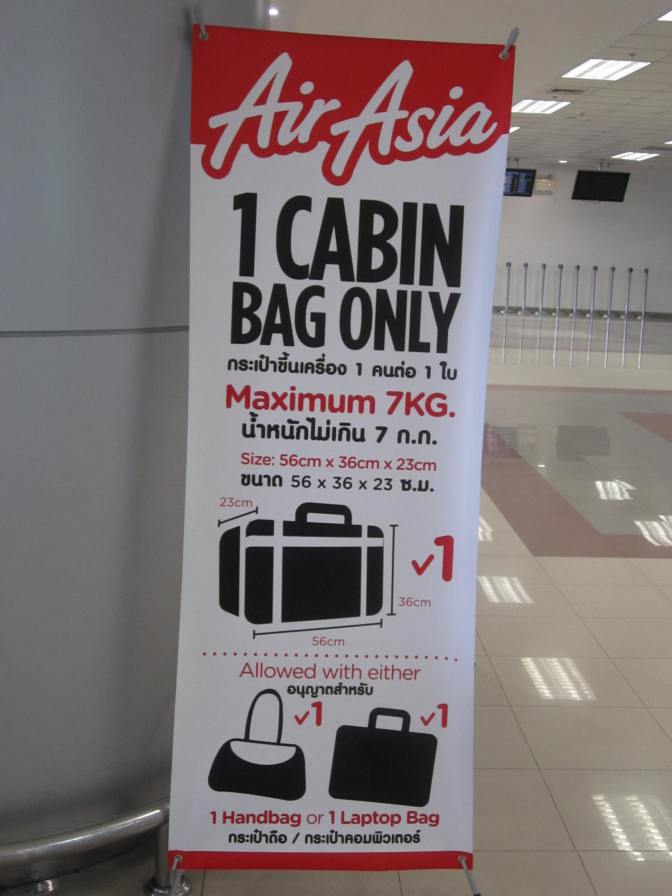 Air Asia
1 CABIN
BAG ONLY
กระเป๋าขึ้นเครื่อง 1 คนต่อ 1 ใบ
Maximum 7KG.
น้ำหนักไม่เกิน 7 ก.ก.
Size: 56cm x 36cm x 23cm
ขนาด 56 x 36 x 23 ซ.ม.
23cm
1
36cm
56cm
Allowed with either
อนุญาตสำหรับ
1
1
1 Handbag or 1 Laptop Bag
กระเป๋าถือ / กระเป๋าคอมพิวเตอร์